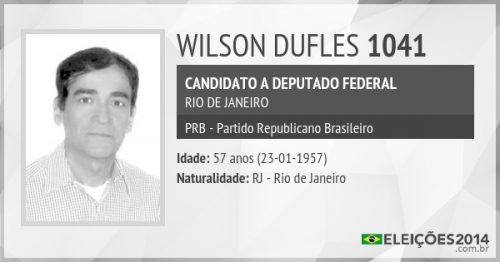 WILSON DUFLES 1041
CANDIDATO A DEPUTADO FEDERAL
RIO DE JANEIRO
PRB - Partido Republicano Brasileiro
Idade: 57 anos (23-01-1957)
Naturalidade: RJ - Rio de Janeiro
ELEIÇÕES2014
.com.br